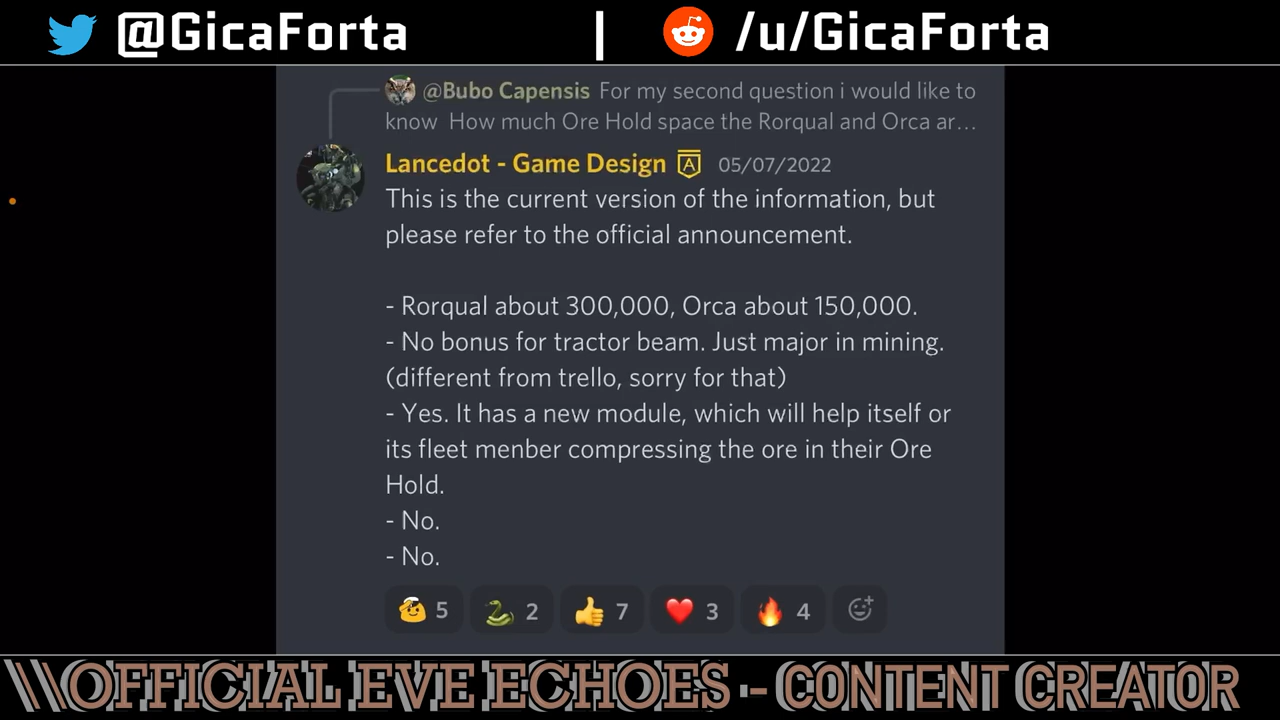 @GicaForta | /u/GicaForta
@Bubo Capensis For my second question i would like to
know How much Ore Hold space the Rorqual and Orca ar...
Lancedot - Game Design 05/07/2022
This is the current version of the information, but
please refer to the official announcement.
- Rorqual about 300,000, Orca about 150,000.
- No bonus for tractor beam. Just major in mining.
(different from trello, sorry for that)
- Yes. It has a new module, which will help itself or
its fleet menber compressing the ore in their Ore
Hold.
- No.
- No.
5 2 7 3 4
\\OFFICIAL EVE ECHOES - CONTENT CREATOR